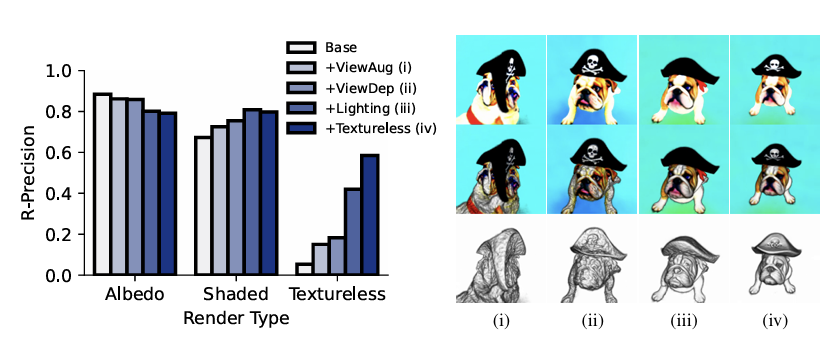 Base
+ViewAug (i)
+ViewDep (ii)
+Lighting (iii)
+Textureless (iv)
1.0
0.8
0.6
0.4
0.2
0.0
R-Precision
Albedo Shaded Textureless
Render Type
(i) (ii) (iii) (iv)